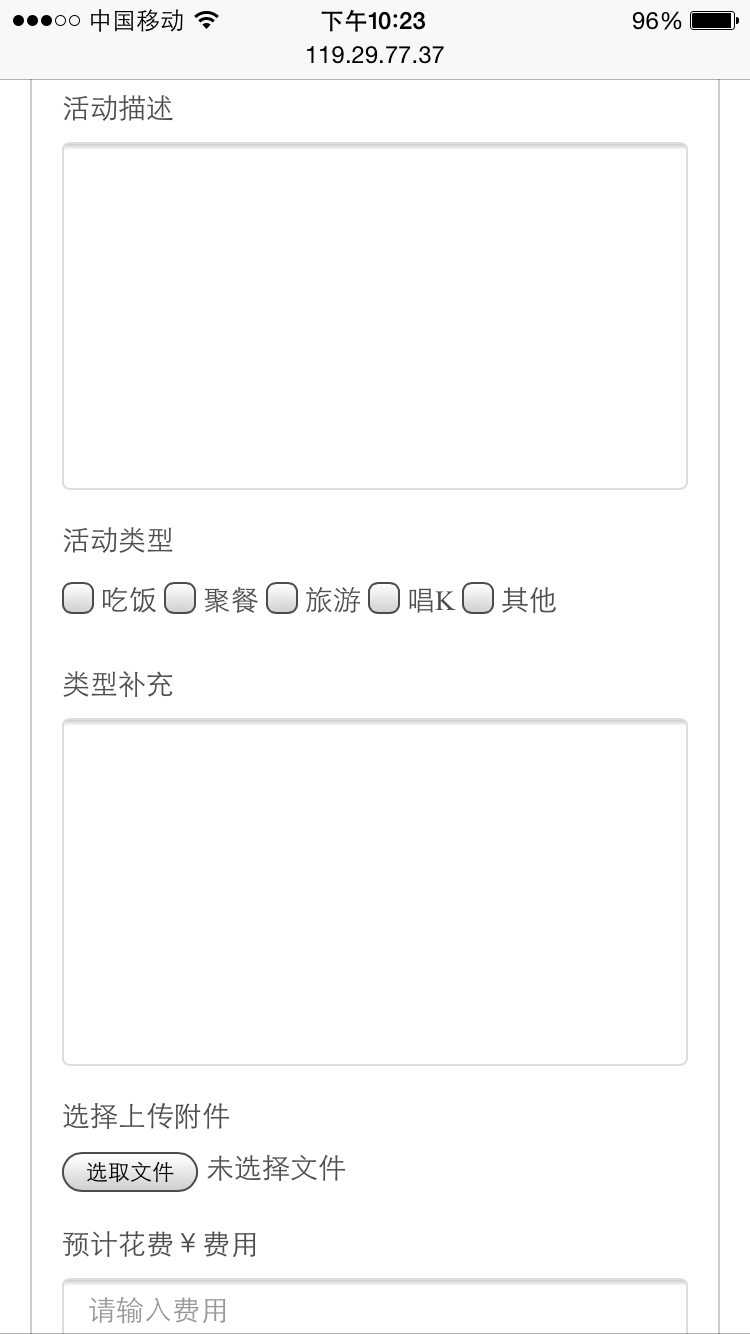 中国移动 下午10:23 96%
119.29.77.37
活动描述
活动类型
吃饭 聚餐 旅游 唱K 其他
类型补充
选择上传附件
选取文件 未选择文件
预计花费￥费用
请输入费用